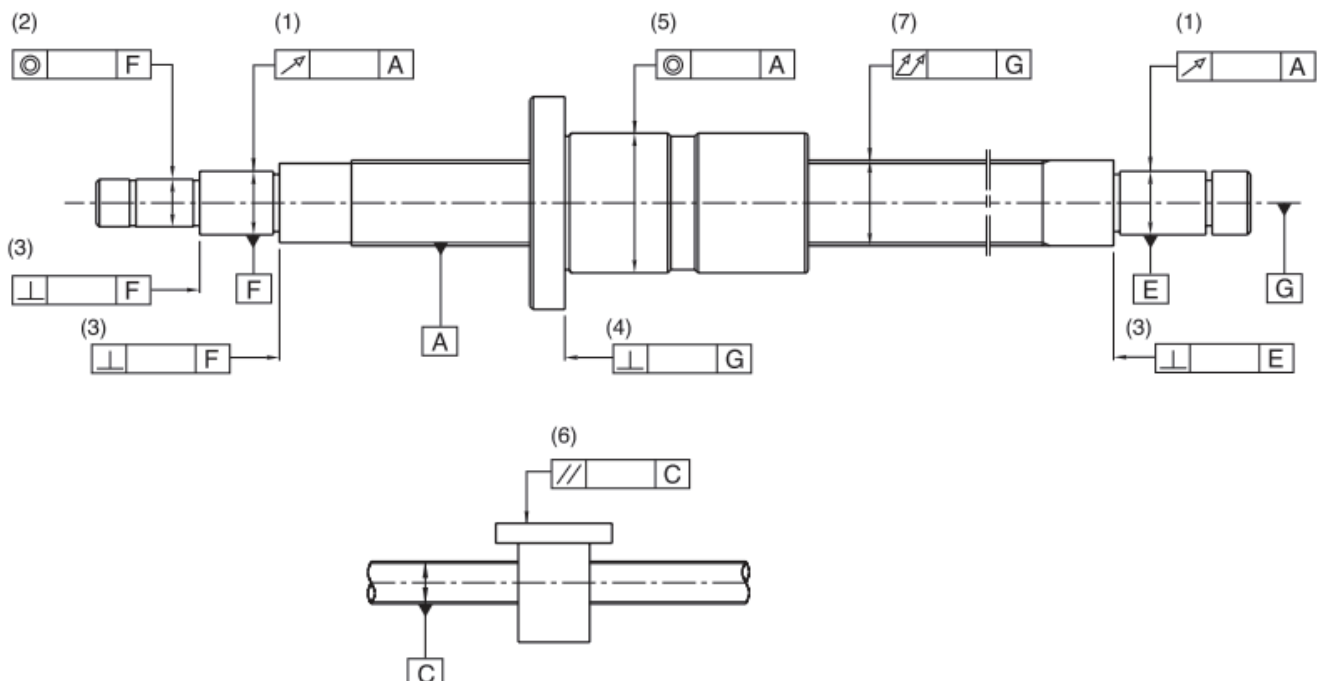 (2) (1) (5) (7) (1)
◎ F ↗ A ◎ A ⌰ G ↗ A
(3)
⊥ F F E G
(3) A (4) (3)
⊥ F ⊥ G ⊥ E
(6)
// C
C